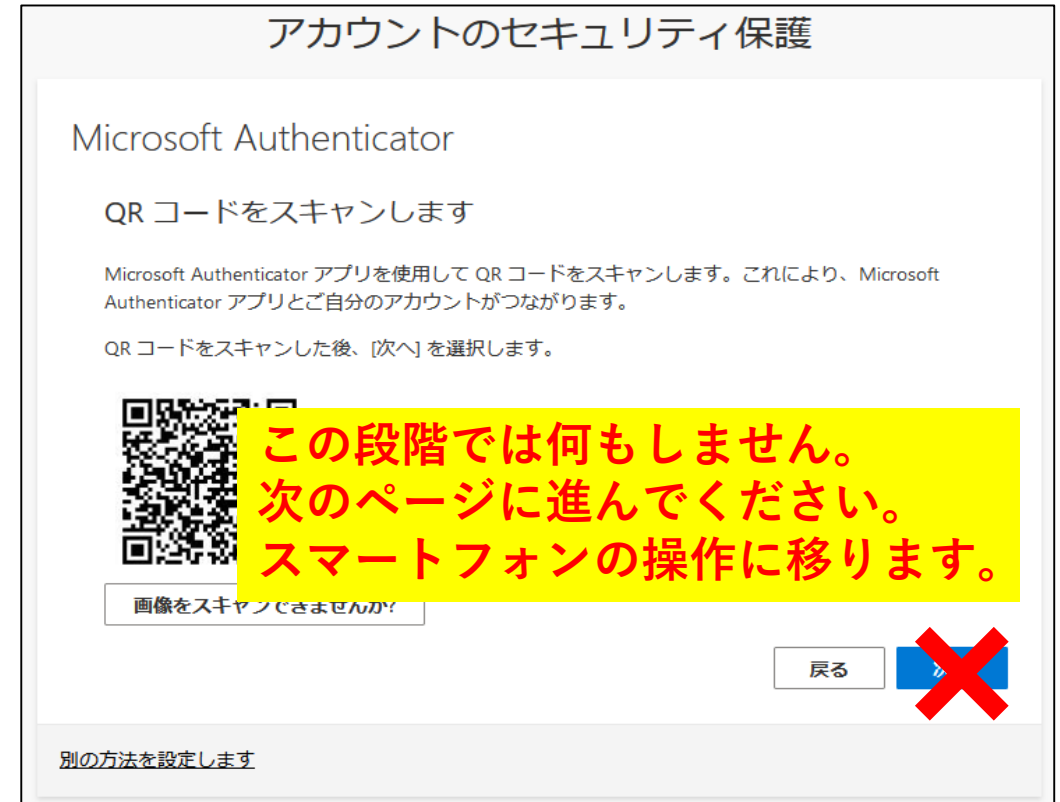 アカウントのセキュリティ保護
Microsoft Authenticator
QR コードをスキャンします
Microsoft Authenticator アプリを使用して QR コードをスキャンします。これにより、Microsoft
Authenticator アプリとご自分のアカウントがつながります。
QR コードをスキャンした後、[次へ] を選択します。
この段階では何もしません。
次のページに進んでください。
スマートフォンの操作に移ります。
画像をスキャンできませんか?
戻る
別の方法を設定します